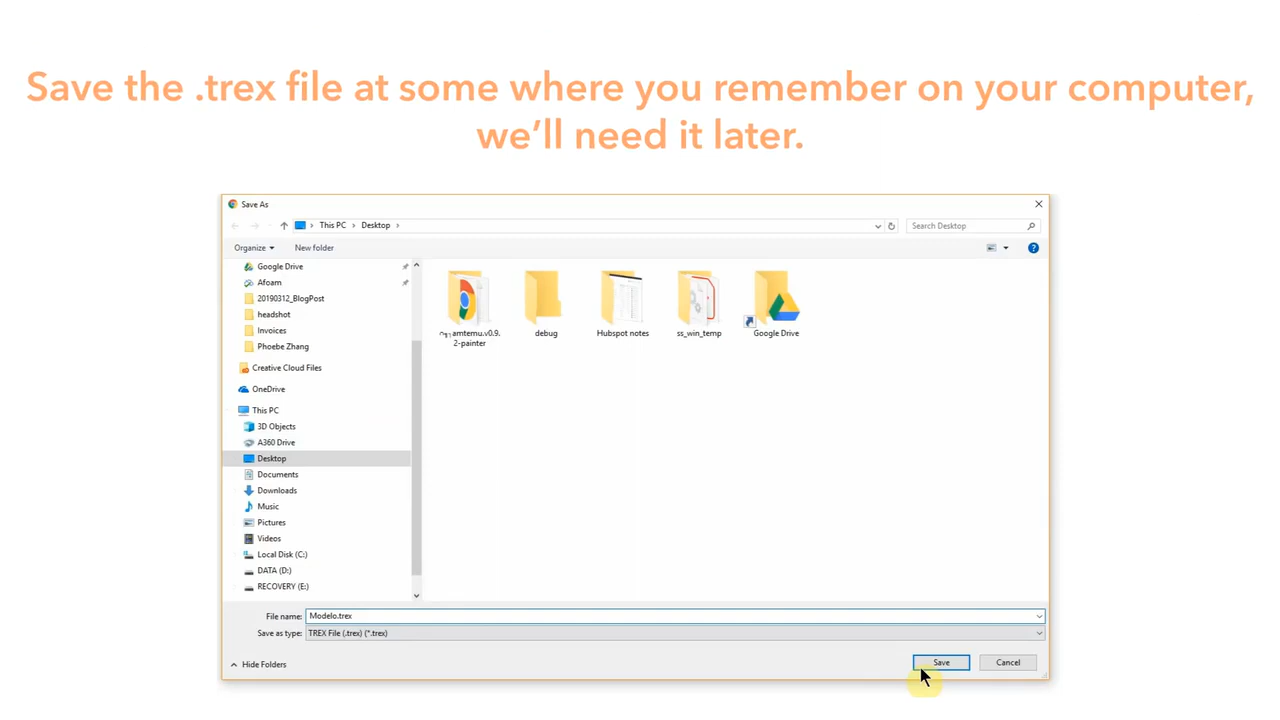 Save the .trex file at some where you remember on your computer,
we'll need it later.
Save As
This PC > Desktop >
Search Desktop
Organize
New folder
Google Drive
Afoam
20190312_BlogPost
headshot
Invoices
Phoebe Zhang
Creative Cloud Files
OneDrive
This PC
3D Objects
A360 Drive
Desktop
Documents
Downloads
Music
Pictures
Videos
Local Disk (C:)
DATA (D:)
RECOVERY (E:)
amtemu.v0.9.
2-painter
debug
Hubspot notes
ss_win_temp
Google Drive
File name: Modelo.trex
Save as type: TREX File (.trex) (*.trex)
Hide Folders
Save
Cancel